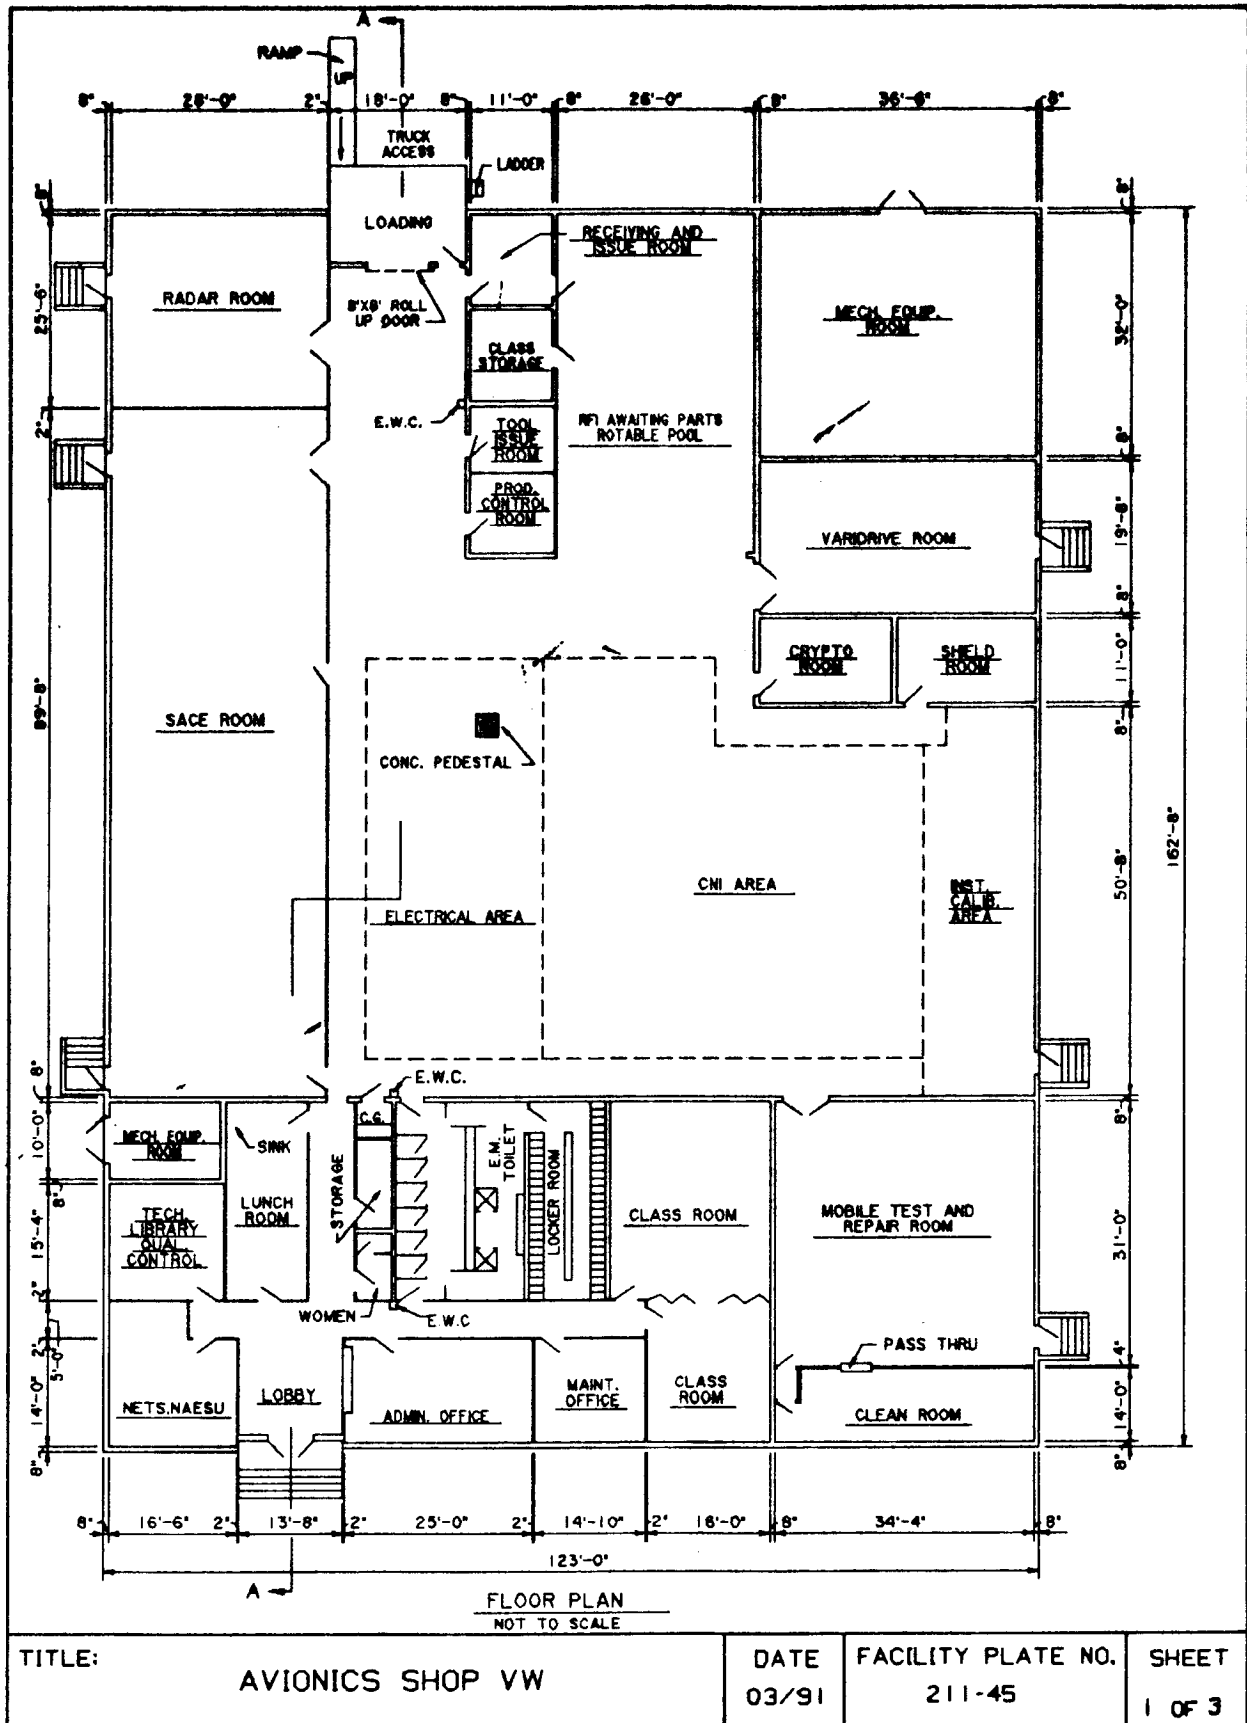 A
RAMP
UP
8" 28'-0" 2" 18'-0" 8" 11'-0" 8" 26'-0" 8" 36'-8" 8"
TRUCK
ACCESS
LADDER
LOADING
RECEIVING AND
ISSUE ROOM
RADAR ROOM
8'X8' ROLL
UP DOOR
MECH. EQUIP.
ROOM
CLASS
STORAGE
E.W.C.
TOOL
ISSUE
ROOM
RFI AWAITING PARTS
ROTABLE POOL
PROD.
CONTROL
ROOM
VARIDRIVE ROOM
CRYPTO
ROOM
SHIELD
ROOM
SACE ROOM
CONC. PEDESTAL
CNI AREA
INST.
CALIB.
AREA
ELECTRICAL AREA
8"
25'-6"
2"
89'-8"
8"
10'-0"
8"
15'-4"
2"
5'-0"
2"
14'-0"
8"
8"
32'-0"
8"
19'-8"
8"
11'-0"
8"
50'-8"
8"
31'-0"
4"
14'-0"
8"
162'-8"
E.W.C.
C.G.
MECH. EQUIP.
ROOM
SINK
E.M.
TOILET
STORAGE
LOCKER ROOM
LUNCH
ROOM
TECH.
LIBRARY
QUAL.
CONTROL
CLASS ROOM
MOBILE TEST AND
REPAIR ROOM
WOMEN
E.W.C
PASS THRU
NETS.NAESU
LOBBY
ADMIN. OFFICE
MAINT.
OFFICE
CLASS
ROOM
CLEAN ROOM
8" 16'-6" 2" 13'-8" 2" 25'-0" 2" 14'-10" 2" 16'-0" 8" 34'-4" 8"
123'-0"
A
FLOOR PLAN
NOT TO SCALE
TITLE:
AVIONICS SHOP VW
DATE
03/91
FACILITY PLATE NO.
211-45
SHEET
1 OF 3